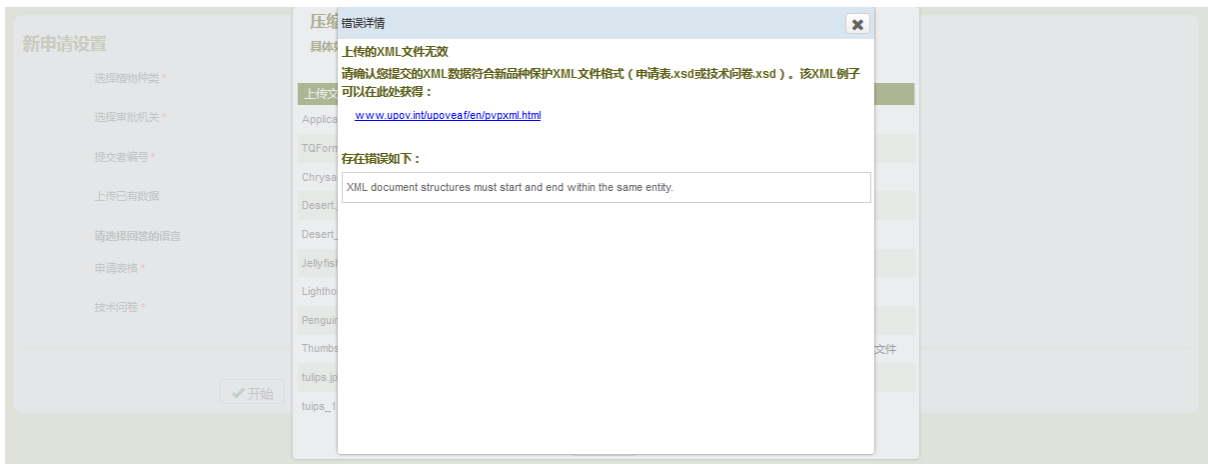 新申请设置
选择植物种类 *
选择审批机关 *
提交者编号 *
上传已有数据
请选择回答的语言
申请表格 *
技术问卷 *
开始
压缩
具体
上传文
Applica
TQForm
Chrysa
Desert.
Desert_
Jellyfish
Lightho
Penguin
Thumbs
文件
tulips.jp
tuips_1
错误详情
上传的XML文件无效
请确认您提交的XML数据符合新品种保护XML文件格式(申请表.xsd或技术问卷.xsd)。该XML例子
可以在此处获得:
www.upov.int/upoveaf/en/pvpxml.html
存在错误如下:
XML document structures must start and end within the same entity.